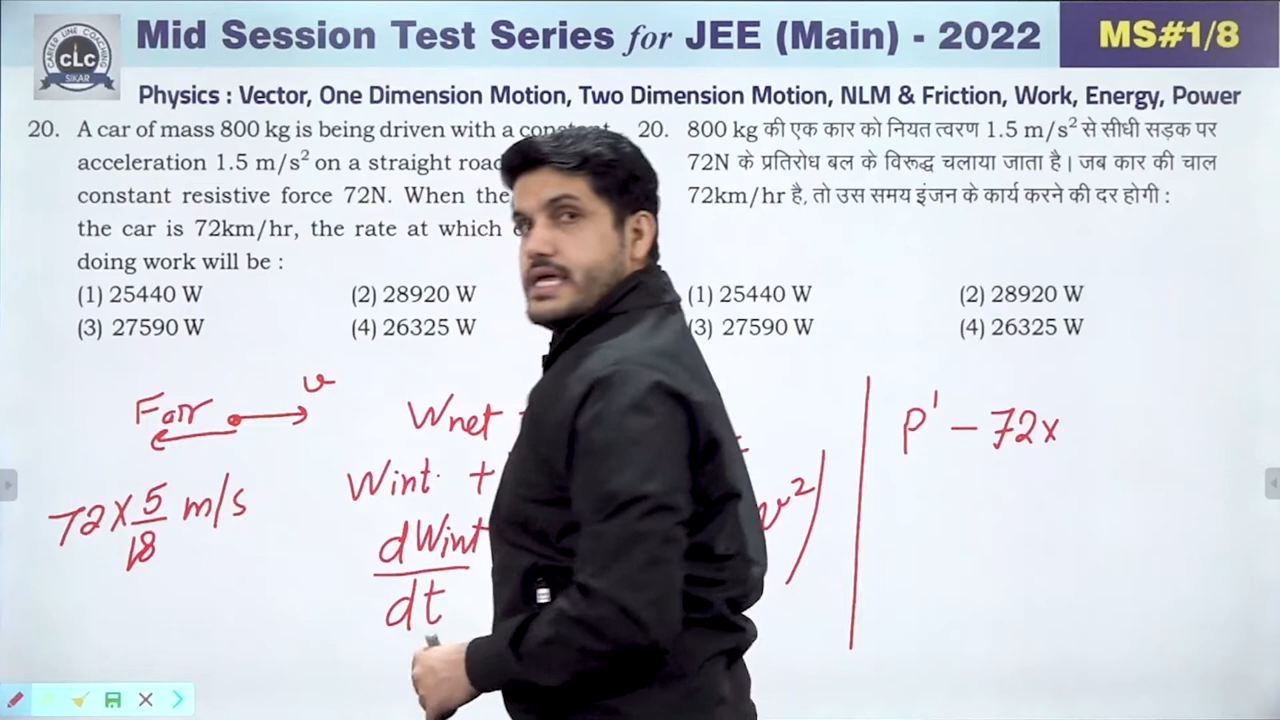 CAREER LINE COACHING
CLC
SIKAR
Mid Session Test Series for JEE (Main) - 2022
MS#1/8
Physics : Vector, One Dimension Motion, Two Dimension Motion, NLM & Friction, Work, Energy, Power
20. A car of mass 800 kg is being driven with a constant
acceleration 1.5 m/s² on a straight road
constant resistive force 72N. When the
the car is 72km/hr, the rate at which
doing work will be :
(1) 25440 W (2) 28920 W
(3) 27590 W (4) 26325 W
20. 800 kg की एक कार को नियत त्वरण 1.5 m/s² से सीधी सड़क पर
72N के प्रतिरोध बल के विरूद्ध चलाया जाता है। जब कार की चाल
72km/hr है, तो उस समय इंजन के कार्य करने की दर होगी :
(1) 25440 W (2) 28920 W
(3) 27590 W (4) 26325 W
v
72 × 5/18 m/s
Wnet
Wint. +
dWint
dt
v²)
P' – 72×